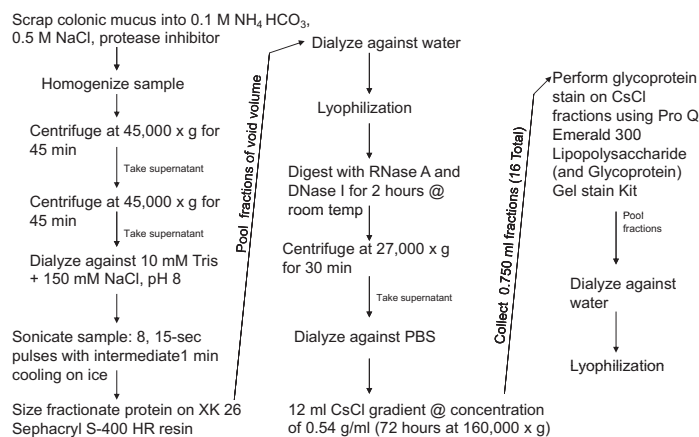 Scrap colonic mucus into 0.1 M NH4 HCO3,
0.5 M NaCl, protease inhibitor
Homogenize sample
Centrifuge at 45,000 x g for
45 min
Take supernatant
Centrifuge at 45,000 x g for
45 min
Take supernatant
Dialyze against 10 mM Tris
+ 150 mM NaCl, pH 8
Sonicate sample: 8, 15-sec
pulses with intermediate1 min
cooling on ice
Size fractionate protein on XK 26
Sephacryl S-400 HR resin
Pool fractions of void volume
Dialyze against water
Lyophilization
Digest with RNase A and
DNase I for 2 hours @
room temp
Centrifuge at 27,000 x g
for 30 min
Take supernatant
Dialyze against PBS
12 ml CsCl gradient @ concentration
of 0.54 g/ml (72 hours at 160,000 x g)
Collect 0.750 ml fractions (16 Total)
Perform glycoprotein
stain on CsCl
fractions using Pro Q
Emerald 300
Lipopolysaccharide
(and Glycoprotein)
Gel stain Kit
Pool
fractions
Dialyze against
water
Lyophilization